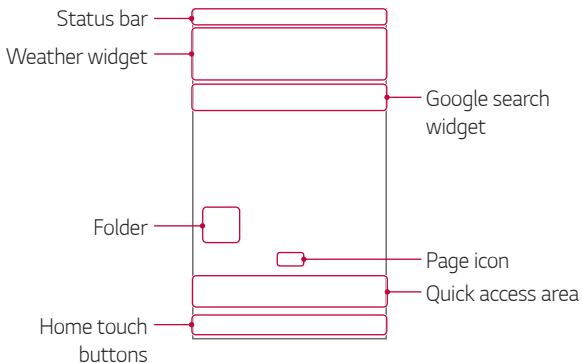 Status bar
Weather widget
Google search
widget
Folder
Page icon
Quick access area
Home touch
buttons